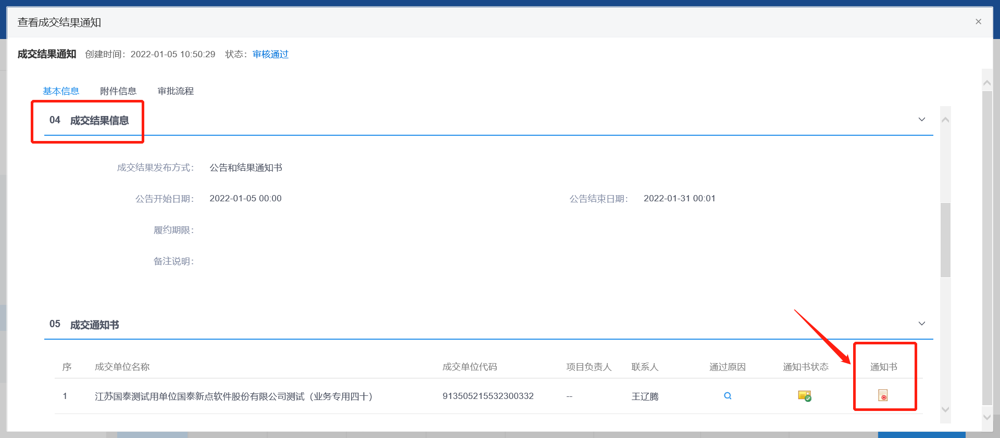 查看成交结果通知
成交结果通知 创建时间：2022-01-05 10:50:29 状态：审核通过
基本信息 附件信息 审批流程
04 成交结果信息
成交结果发布方式： 公告和结果通知书
公告开始日期： 2022-01-05 00:00 公告结束日期： 2022-01-31 00:01
履约期限：
备注说明：
05 成交通知书
序 成交单位名称 成交单位代码 项目负责人 联系人 通过原因 通知书状态 通知书
1 江苏国泰测试用单位国泰新点软件股份有限公司测试（业务专用四十） 913505215532300332 -- 王辽腾